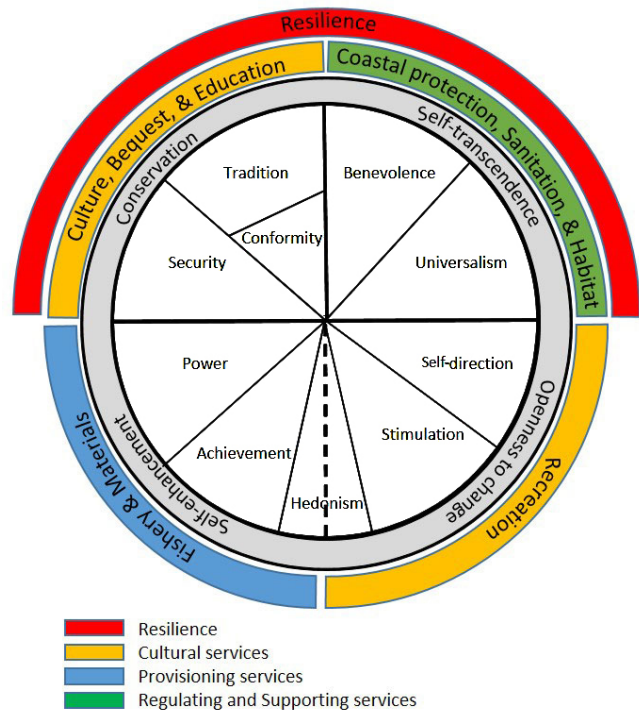 Resilience
Culture, Bequest, & Education
Coastal protection, Sanitation, & Habitat
Conservation
Self-transcendence
Tradition
Benevolence
Conformity
Security
Universalism
Power
Self-direction
Achievement
Stimulation
Hedonism
Self-enhancement
Openness to change
Fishery & Materials
Recreation
Resilience
Cultural services
Provisioning services
Regulating and Supporting services